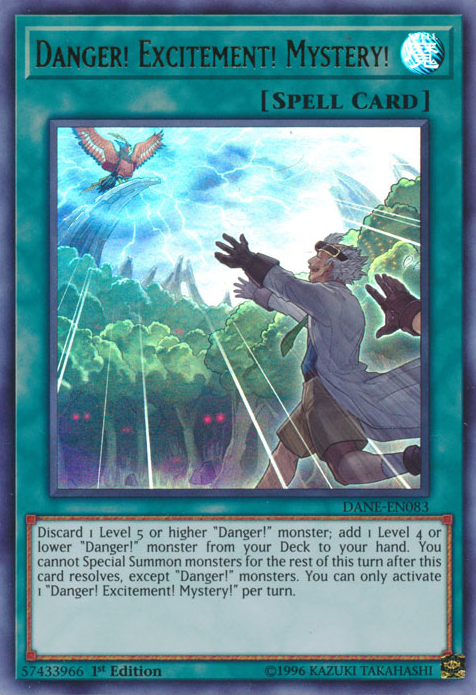 DANGER! EXCITEMENT! MYSTERY!
魔
[SPELL CARD]
DANE-EN083
Discard 1 Level 5 or higher "Danger!" monster; add 1 Level 4 or
lower "Danger!" monster from your Deck to your hand. You
cannot Special Summon monsters for the rest of this turn after this
card resolves, except "Danger!" monsters. You can only activate
1 "Danger! Excitement! Mystery!" per turn.
57433966 1st Edition ©1996 KAZUKI TAKAHASHI